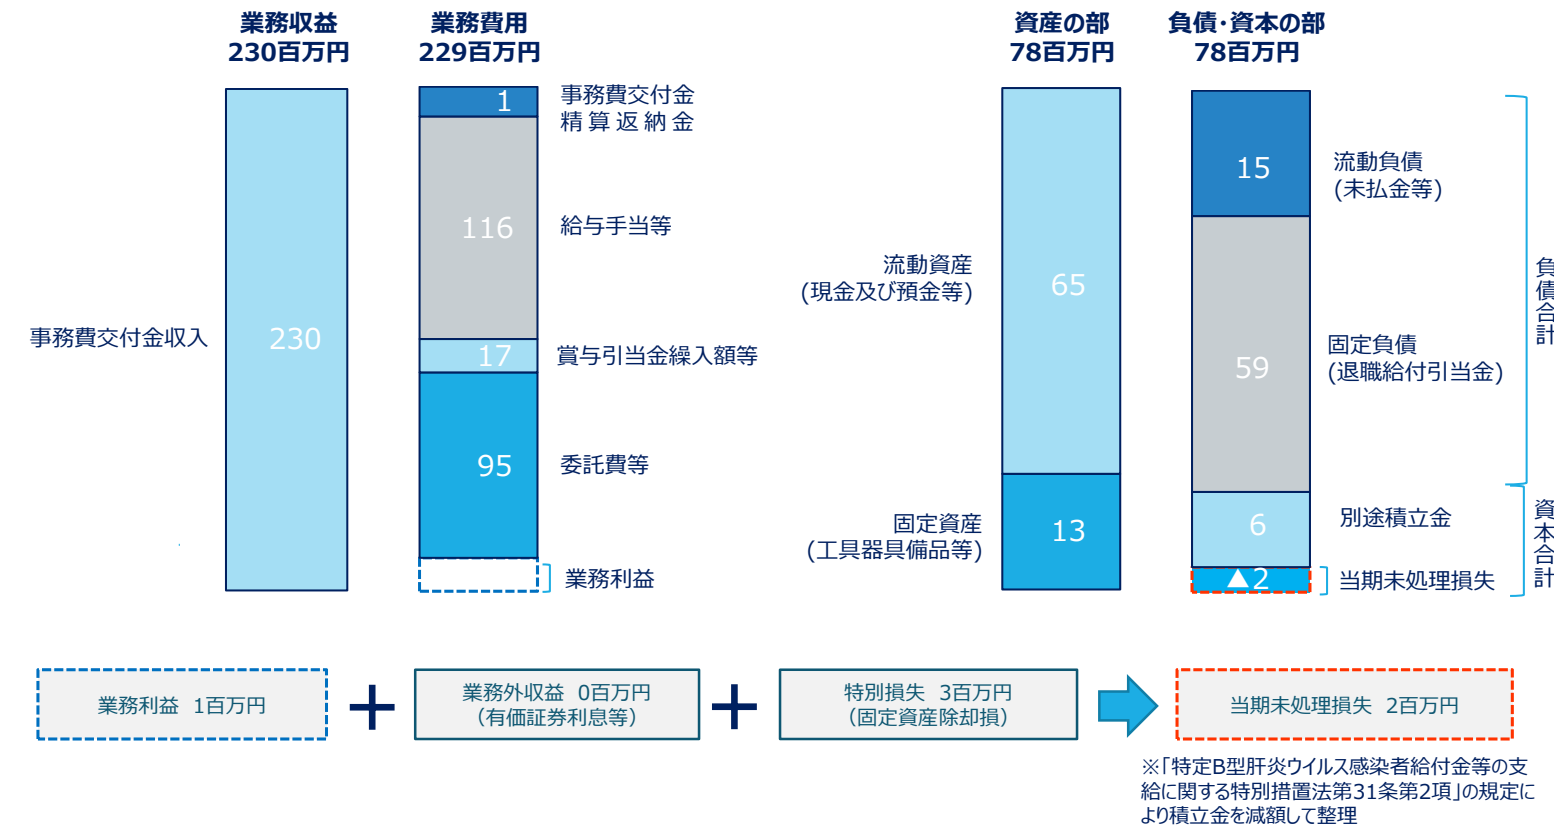 業務収益
230百万円
業務費用
229百万円
資産の部
78百万円
負債・資本の部
78百万円
事務費交付金収入
230
1
事務費交付金
精算返納金
116
給与手当等
17
賞与引当金繰入額等
95
委託費等
業務利益
流動資産
(現金及び預金等)
65
固定資産
(工具器具備品等)
13
15
流動負債
(未払金等)
59
固定負債
(退職給付引当金)
6
別途積立金
▲2
当期未処理損失
負債合計
資本合計
業務利益 1百万円
+
業務外収益 0百万円
(有価証券利息等)
+
特別損失 3百万円
(固定資産除却損)
当期未処理損失 2百万円
※「特定B型肝炎ウイルス感染者給付金等の支
給に関する特別措置法第31条第2項」の規定に
より積立金を減額して整理